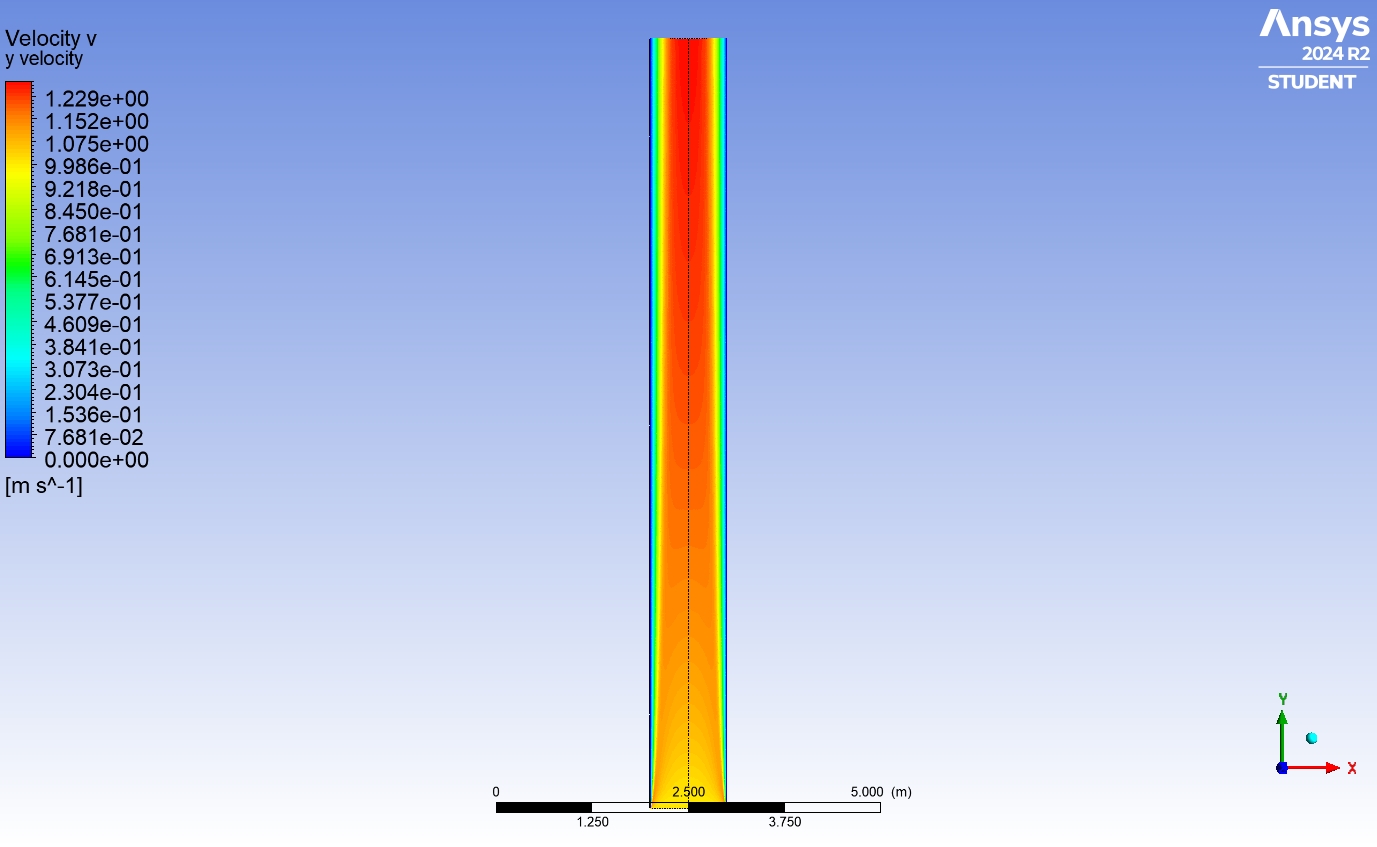 Velocity v
y velocity
1.229e+00
1.152e+00
1.075e+00
9.986e-01
9.218e-01
8.450e-01
7.681e-01
6.913e-01
6.145e-01
5.377e-01
4.609e-01
3.841e-01
3.073e-01
2.304e-01
1.536e-01
7.681e-02
0.000e+00
[m s^-1]
Ansys
2024 R2
STUDENT
0 2.500 5.000 (m)
1.250 3.750
Y
X